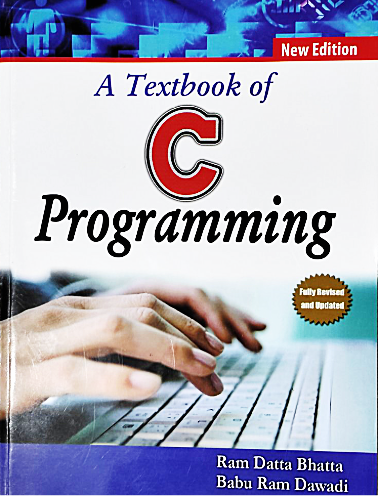 New Edition
A Textbook of
C
Programming
Fully Revised
and Updated
Ram Datta Bhatta
Babu Ram Dawadi